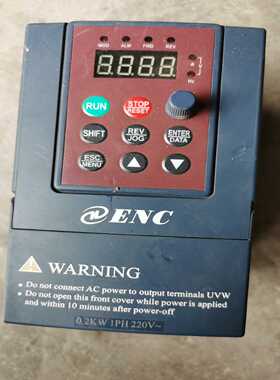 MOD ALM FWD REV
A
Hz
8.8.8.8.
RUN
STOP
RESET
SHIFT
REV
JOG
ENTER
DATA
ESC
MENU
ENC
WARNING
Do not connect AC power to output terminals UVW
Do not open this front cover while power is applied
and within 10 minutes after power-off
0.2KW 1PH 220V~